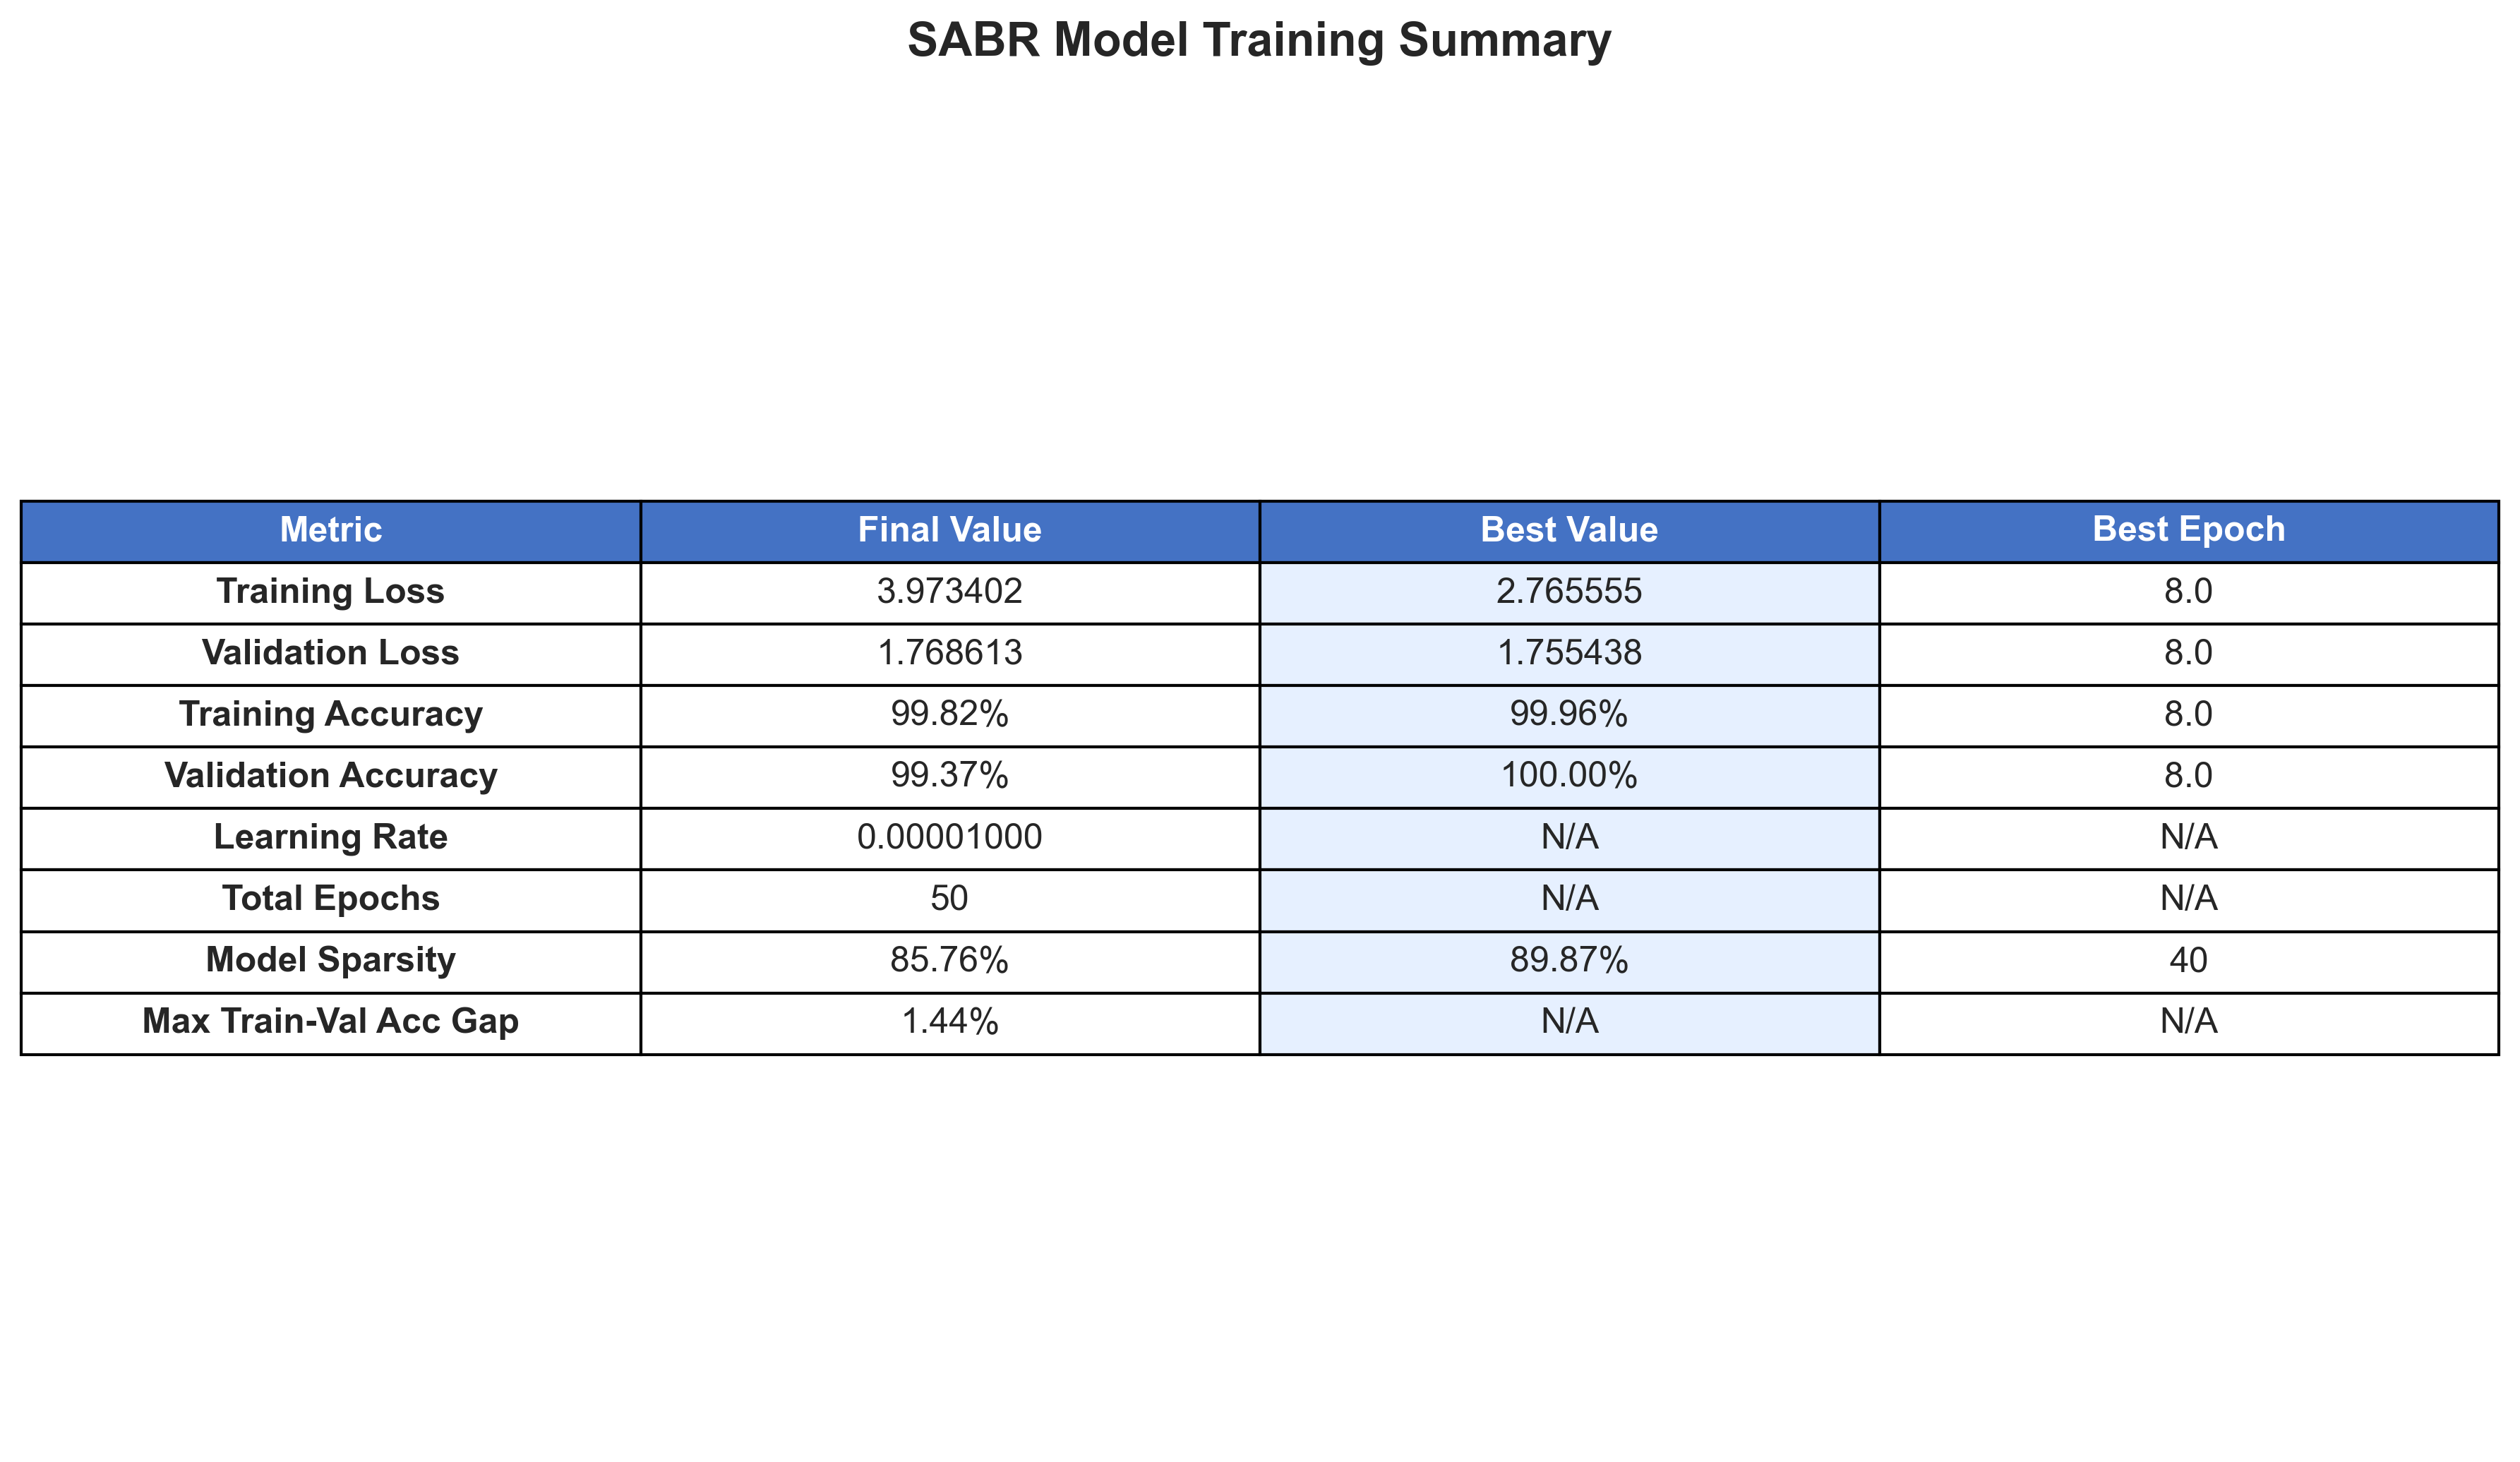 SABR Model Training Summary
Metric Final Value Best Value Best Epoch
Training Loss 3.973402 2.765555 8.0
Validation Loss 1.768613 1.755438 8.0
Training Accuracy 99.82% 99.96% 8.0
Validation Accuracy 99.37% 100.00% 8.0
Learning Rate 0.00001000 N/A N/A
Total Epochs 50 N/A N/A
Model Sparsity 85.76% 89.87% 40
Max Train-Val Acc Gap 1.44% N/A N/A